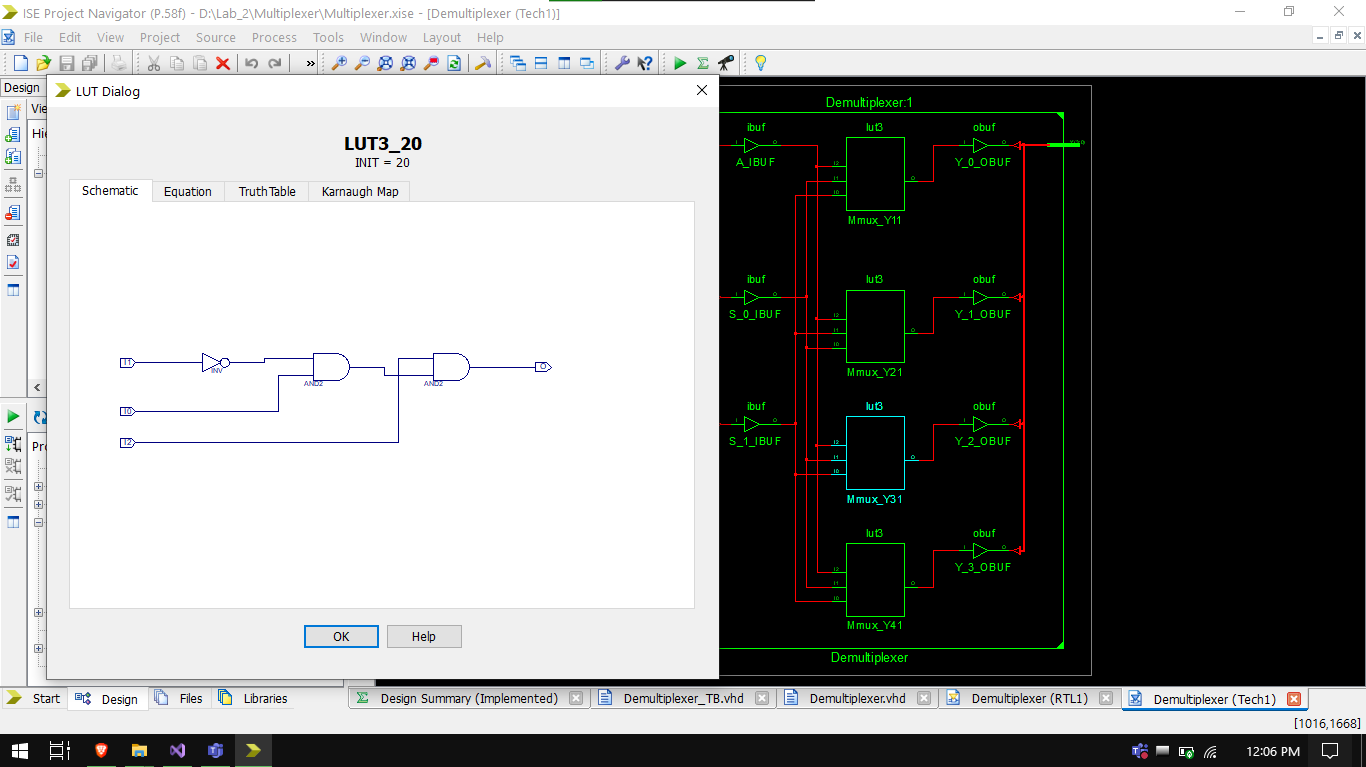 ISE Project Navigator (P.58f) - D:\Lab_2\Multiplexer\Multiplexer.xise - [Demultiplexer (Tech1)]
File Edit View Project Source Process Tools Window Layout Help
Design
Vie
Hie
Pro
LUT Dialog
LUT3_20
INIT = 20
Schematic Equation TruthTable Karnaugh Map
I1
INV
AND2
AND2
O
I0
I2
OK Help
Demultiplexer:1
ibuf lut3 obuf
I O I O
A_IBUF Y_0_OBUF
I2
I1 O
I0
Mmux_Y11
ibuf lut3 obuf
I O I O
S_0_IBUF Y_1_OBUF
I2
I1 O
I0
Mmux_Y21
ibuf lut3 obuf
I O I O
S_1_IBUF Y_2_OBUF
I2
I1 O
I0
Mmux_Y31
lut3 obuf
I O
Y_3_OBUF
I2
I1 O
I0
Mmux_Y41
Demultiplexer
Start Design Files Libraries
Design Summary (Implemented) Demultiplexer_TB.vhd Demultiplexer.vhd Demultiplexer (RTL1) Demultiplexer (Tech1)
[1016,1668]
12:06 PM